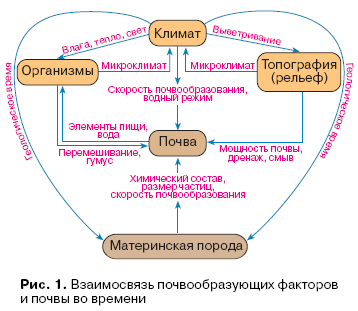 Климат
Влага, тепло, свет
Выветривание
Организмы
Микроклимат
Микроклимат
Топография
(рельеф)
Скорость почвообразования,
водный режим
Геологическое время
Геологическое время
Элементы пищи,
вода
Почва
Перемешивание,
гумус
Мощность почвы,
дренаж, смыв
Химический состав,
размер частиц,
скорость почвообразования
Материнская порода
Рис. 1. Взаимосвязь почвообразующих факторов
и почвы во времени